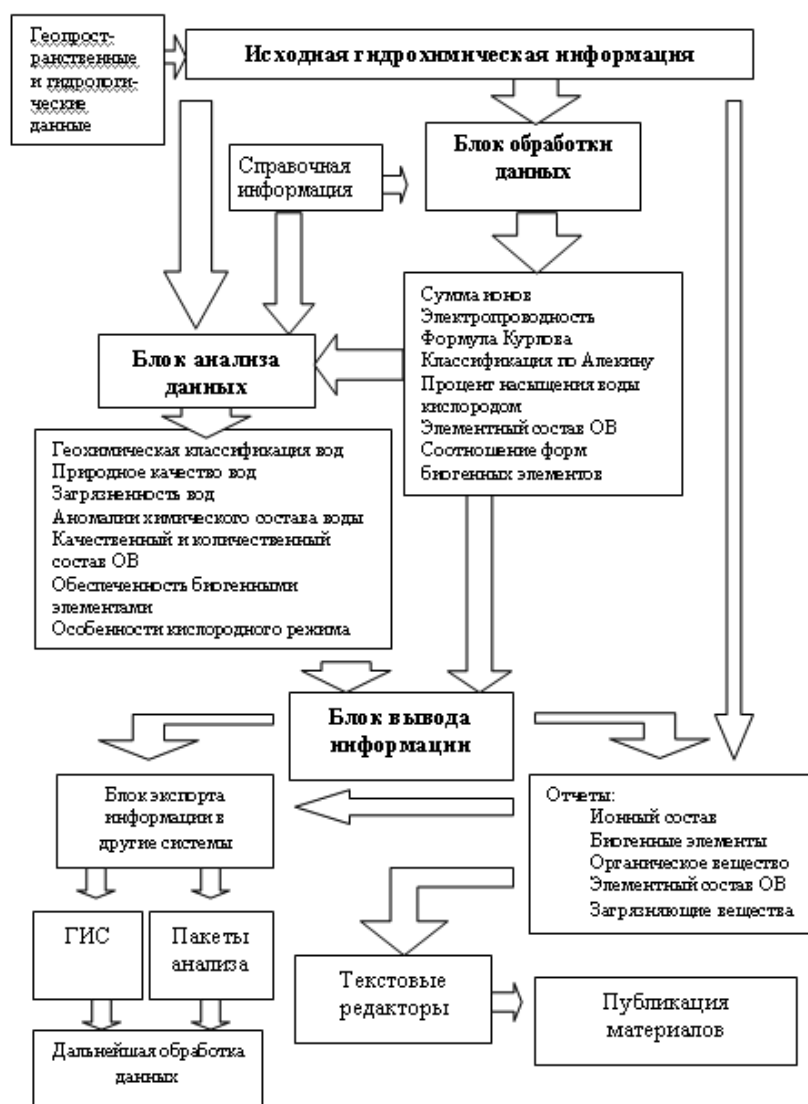 Геопрост-
ранственные
и гидрологи-
ческие
данные
Исходная гидрохимическая информация
Блок обработки
данных
Справочная
информация
Сумма ионов
Электропроводность
Формула Курлова
Классификация по Алекину
Процент насыщения воды
кислородом
Элементный состав ОВ
Соотношение форм
биогенных элементов
Блок анализа
данных
Геохимическая классификация вод
Природное качество вод
Загрязненность вод
Аномалии химического состава воды
Качественный и количественный
состав ОВ
Обеспеченность биогенными
элементами
Особенности кислородного режима
Блок вывода
информации
Блок экспорта
информации в
другие системы
Отчеты:
Ионный состав
Биогенные элементы
Органическое вещество
Элементный состав ОВ
Загрязняющие вещества
ГИС
Пакеты
анализа
Текстовые
редакторы
Публикация
материалов
Дальнейшая обработка
данных